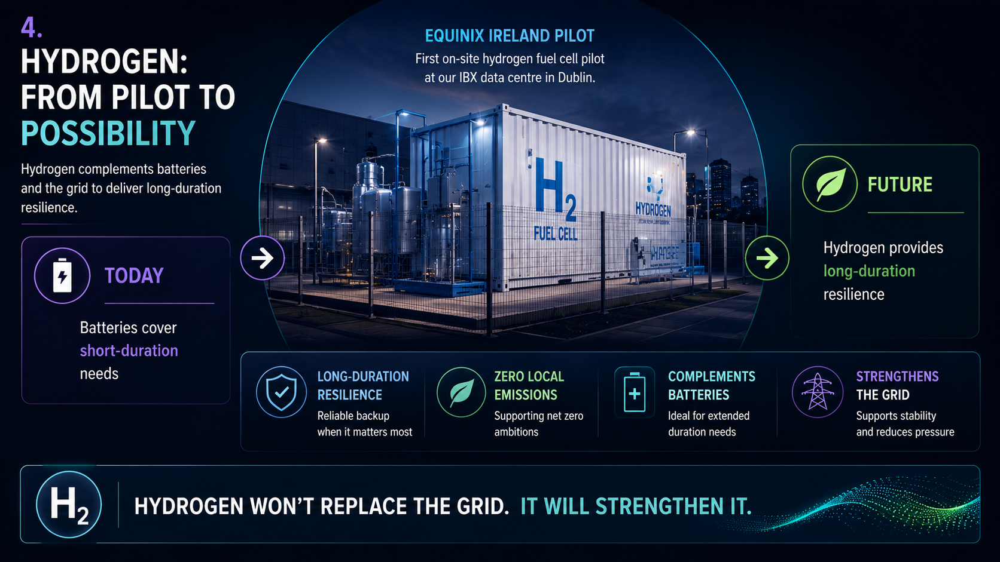 4.
HYDROGEN:
FROM PILOT TO
POSSIBILITY
Hydrogen complements batteries
and the grid to deliver long-duration
resilience.
TODAY
Batteries cover
short-duration
needs
EQUINIX IRELAND PILOT
First on-site hydrogen fuel cell pilot
at our IBX data centre in Dublin.
H2
FUEL CELL
HYDROGEN
FUTURE
Hydrogen provides
long-duration
resilience
LONG-DURATION
RESILIENCE
Reliable backup
when it matters most
ZERO LOCAL
EMISSIONS
Supporting net zero
ambitions
COMPLEMENTS
BATTERIES
Ideal for extended
duration needs
STRENGTHENS
THE GRID
Supports stability
and reduces pressure
H2
HYDROGEN WON'T REPLACE THE GRID. IT WILL STRENGTHEN IT.